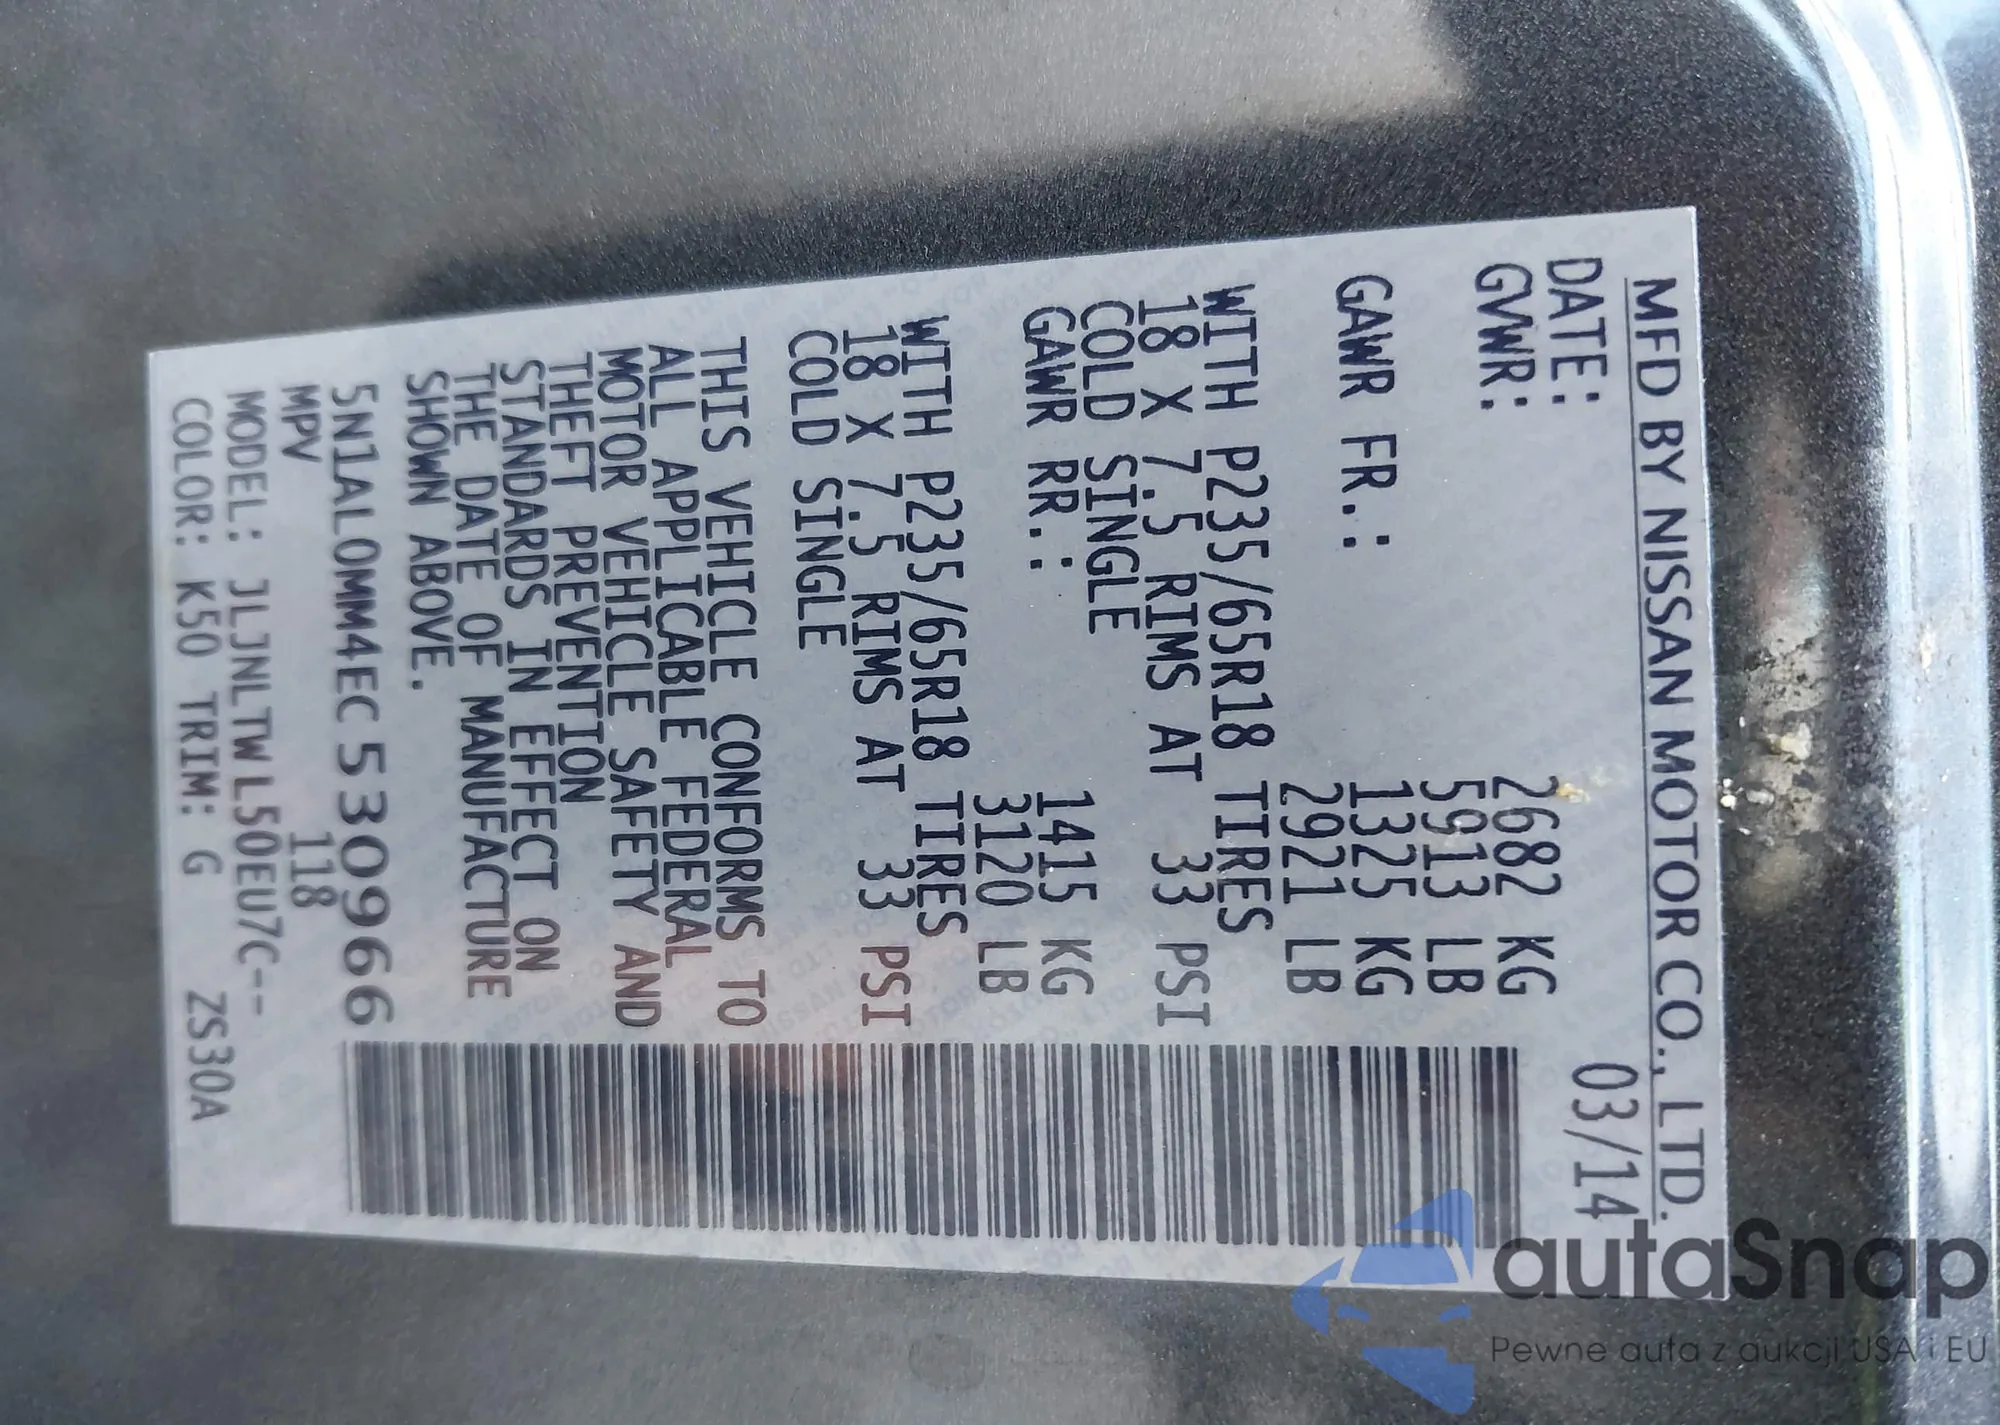 MFD BY NISSAN MOTOR CO., LTD.
DATE: 03/14
GVWR: 2682 KG
5913 LB
GAWR FR.: 1325 KG
2921 LB
WITH P235/65R18 TIRES
18 X 7.5 RIMS AT 33 PSI
COLD SINGLE
GAWR RR.: 1415 KG
3120 LB
WITH P235/65R18 TIRES
18 X 7.5 RIMS AT 33 PSI
COLD SINGLE
THIS VEHICLE CONFORMS TO
ALL APPLICABLE FEDERAL
MOTOR VEHICLE SAFETY AND
THEFT PREVENTION
STANDARDS IN EFFECT ON
THE DATE OF MANUFACTURE
SHOWN ABOVE.
5N1AL0MM4EC530966
MPV 118
MODEL: JLJNLTWL50EU7C--
COLOR: K50 TRIM: G ZS30A
autaSnap
Pewne auta z aukcji USA i EU